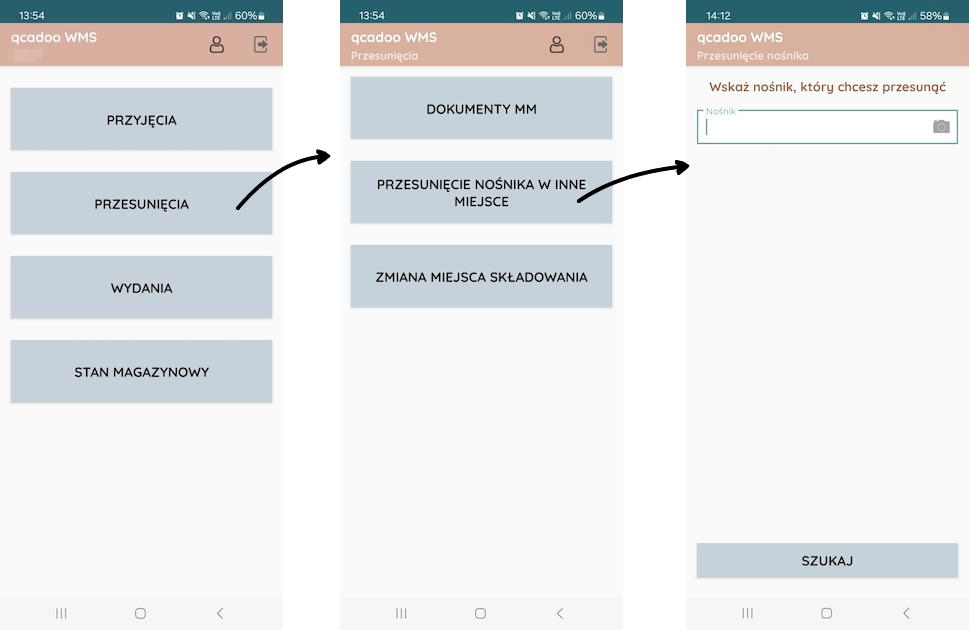 13:54
60%
qcadoo WMS
PRZYJĘCIA
PRZESUNIĘCIA
WYDANIA
STAN MAGAZYNOWY
13:54
60%
qcadoo WMS
Przesunięcia
DOKUMENTY MM
PRZESUNIĘCIE NOŚNIKA W INNE
MIEJSCE
ZMIANA MIEJSCA SKŁADOWANIA
14:12
58%
qcadoo WMS
Przesunięcie nośnika
Wskaż nośnik, który chcesz przesunąć
Nośnik
SZUKAJ